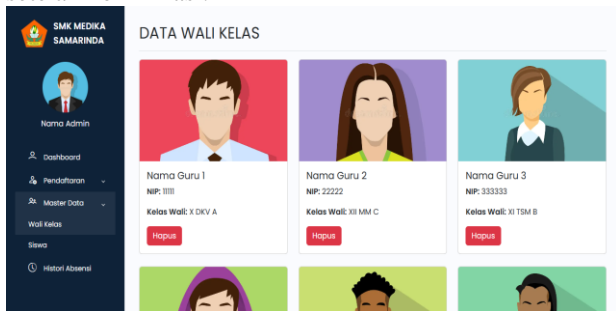 SMK MEDIKA
SAMARINDA
Nama Admin
Dashboard
Pendaftaran
Master Data
Wali Kelas
Siswa
Histori Absensi
DATA WALI KELAS
Nama Guru 1
NIP: 11111
Kelas Wali: X DKV A
Hapus
Nama Guru 2
NIP: 22222
Kelas Wali: XII MM C
Hapus
Nama Guru 3
NIP: 333333
Kelas Wali: XI TSM B
Hapus